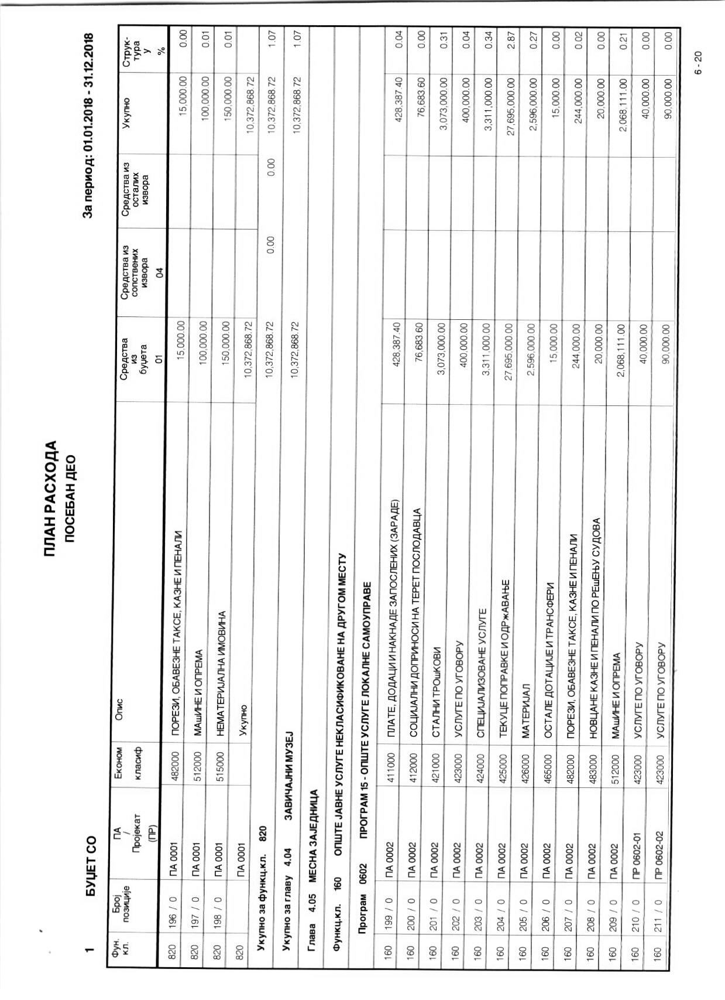 ПЛАН РАСХОДА
ПОСЕБАН ДЕО
1 БУЏЕТ СО За период: 01.01.2018 - 31.12.2018
Фун. кл. Број позиције ПА / Пројекат (ПР) Економ класиф Опис Средства из буџета 01 Средства из сопствених извора 04 Средства из осталих извора Укупно Струк- тура у %
820 196 / 0 ПА 0001 482000 ПОРЕЗИ, ОБАВЕЗНЕ ТАКСЕ, КАЗНЕ И ПЕНАЛИ 15,000.00 15,000.00 0.00
820 197 / 0 ПА 0001 512000 МАшИНЕ И ОПРЕМА 100,000.00 100,000.00 0.01
820 198 / 0 ПА 0001 515000 НЕМАТЕРИЈАЛНА ИМОВИНА 150,000.00 150,000.00 0.01
820 ПА 0001 Укупно 10,372,868.72 10,372,868.72
Укупно за функц.кл. 820 10,372,868.72 0.00 0.00 10,372,868.72 1.07
Укупно за главу 4.04 ЗАВИЧАЈНИ МУЗЕЈ 10,372,868.72 10,372,868.72 1.07
Глава 4.05 МЕСНА ЗАЈЕДНИЦА
Функц.кл. 160 ОПШТЕ ЈАВНЕ УСЛУГЕ НЕКЛАСИФИКОВАНЕ НА ДРУГОМ МЕСТУ
Програм 0602 ПРОГРАМ 15 - ОПШТЕ УСЛУГЕ ЛОКАЛНЕ САМОУПРАВЕ
160 199 / 0 ПА 0002 411000 ПЛАТЕ, ДОДАЦИ И НАКНАДЕ ЗАПОСЛЕНИХ (ЗАРАДЕ) 428,387.40 428,387.40 0.04
160 200 / 0 ПА 0002 412000 СОЦИЈАЛНИ ДОПРИНОСИ НА ТЕРЕТ ПОСЛОДАВЦА 76,683.60 76,683.60 0.00
160 201 / 0 ПА 0002 421000 СТАЛНИ ТРОшКОВИ 3,073,000.00 3,073,000.00 0.31
160 202 / 0 ПА 0002 423000 УСЛУГЕ ПО УГОВОРУ 400,000.00 400,000.00 0.04
160 203 / 0 ПА 0002 424000 СПЕЦИЈАЛИЗОВАНЕ УСЛУГЕ 3,311,000.00 3,311,000.00 0.34
160 204 / 0 ПА 0002 425000 ТЕКУЦЕ ПОПРАВКЕ И ОДРжАВАЊЕ 27,695,000.00 27,695,000.00 2.87
160 205 / 0 ПА 0002 426000 МАТЕРИЈАЛ 2,596,000.00 2,596,000.00 0.27
160 206 / 0 ПА 0002 465000 ОСТАЛЕ ДОТАЦИЈЕ И ТРАНСФЕРИ 15,000.00 15,000.00 0.00
160 207 / 0 ПА 0002 482000 ПОРЕЗИ, ОБАВЕЗНЕ ТАКСЕ, КАЗНЕ И ПЕНАЛИ 244,000.00 244,000.00 0.02
160 208 / 0 ПА 0002 483000 НОВЦАНЕ КАЗНЕ И ПЕНАЛИ ПО РЕшЕЊУ СУДОВА 20,000.00 20,000.00 0.00
160 209 / 0 ПА 0002 512000 МАшИНЕ И ОПРЕМА 2,068,111.00 2,068,111.00 0.21
160 210 / 0 ПР 0602-01 423000 УСЛУГЕ ПО УГОВОРУ 40,000.00 40,000.00 0.00
160 211 / 0 ПР 0602-02 423000 УСЛУГЕ ПО УГОВОРУ 90,000.00 90,000.00 0.00
6 - 20